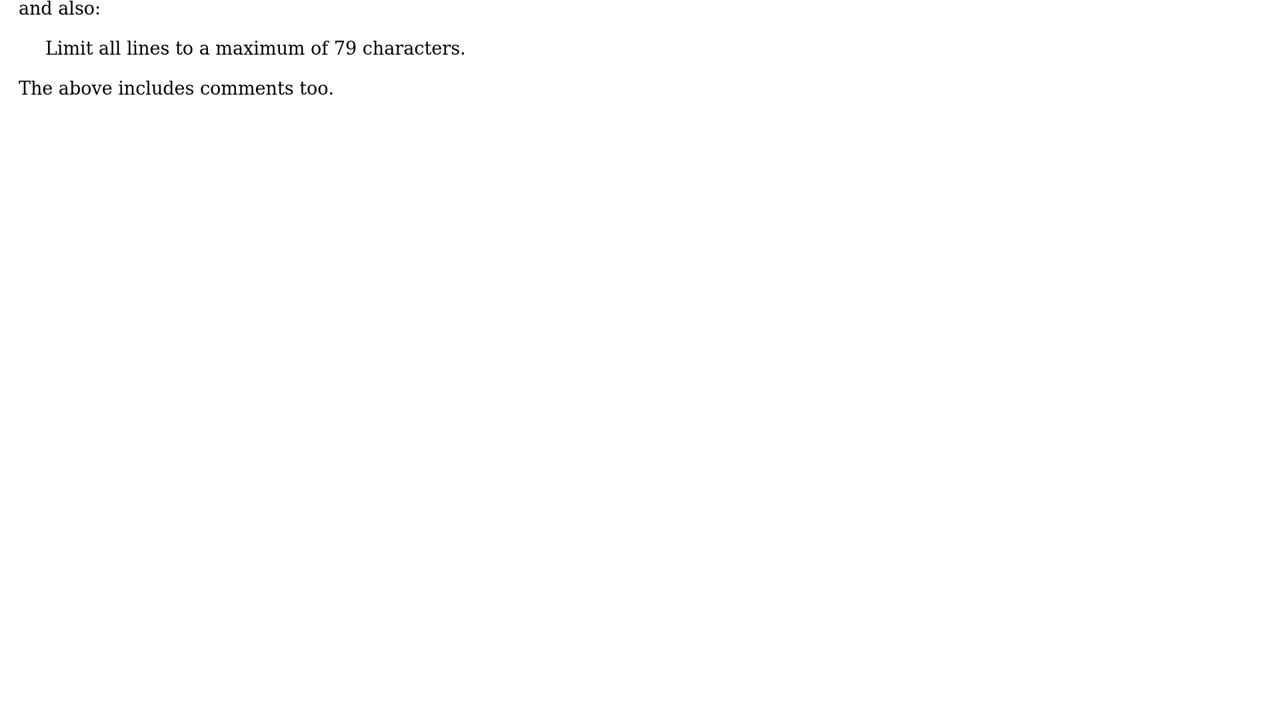 and also:
Limit all lines to a maximum of 79 characters.
The above includes comments too.